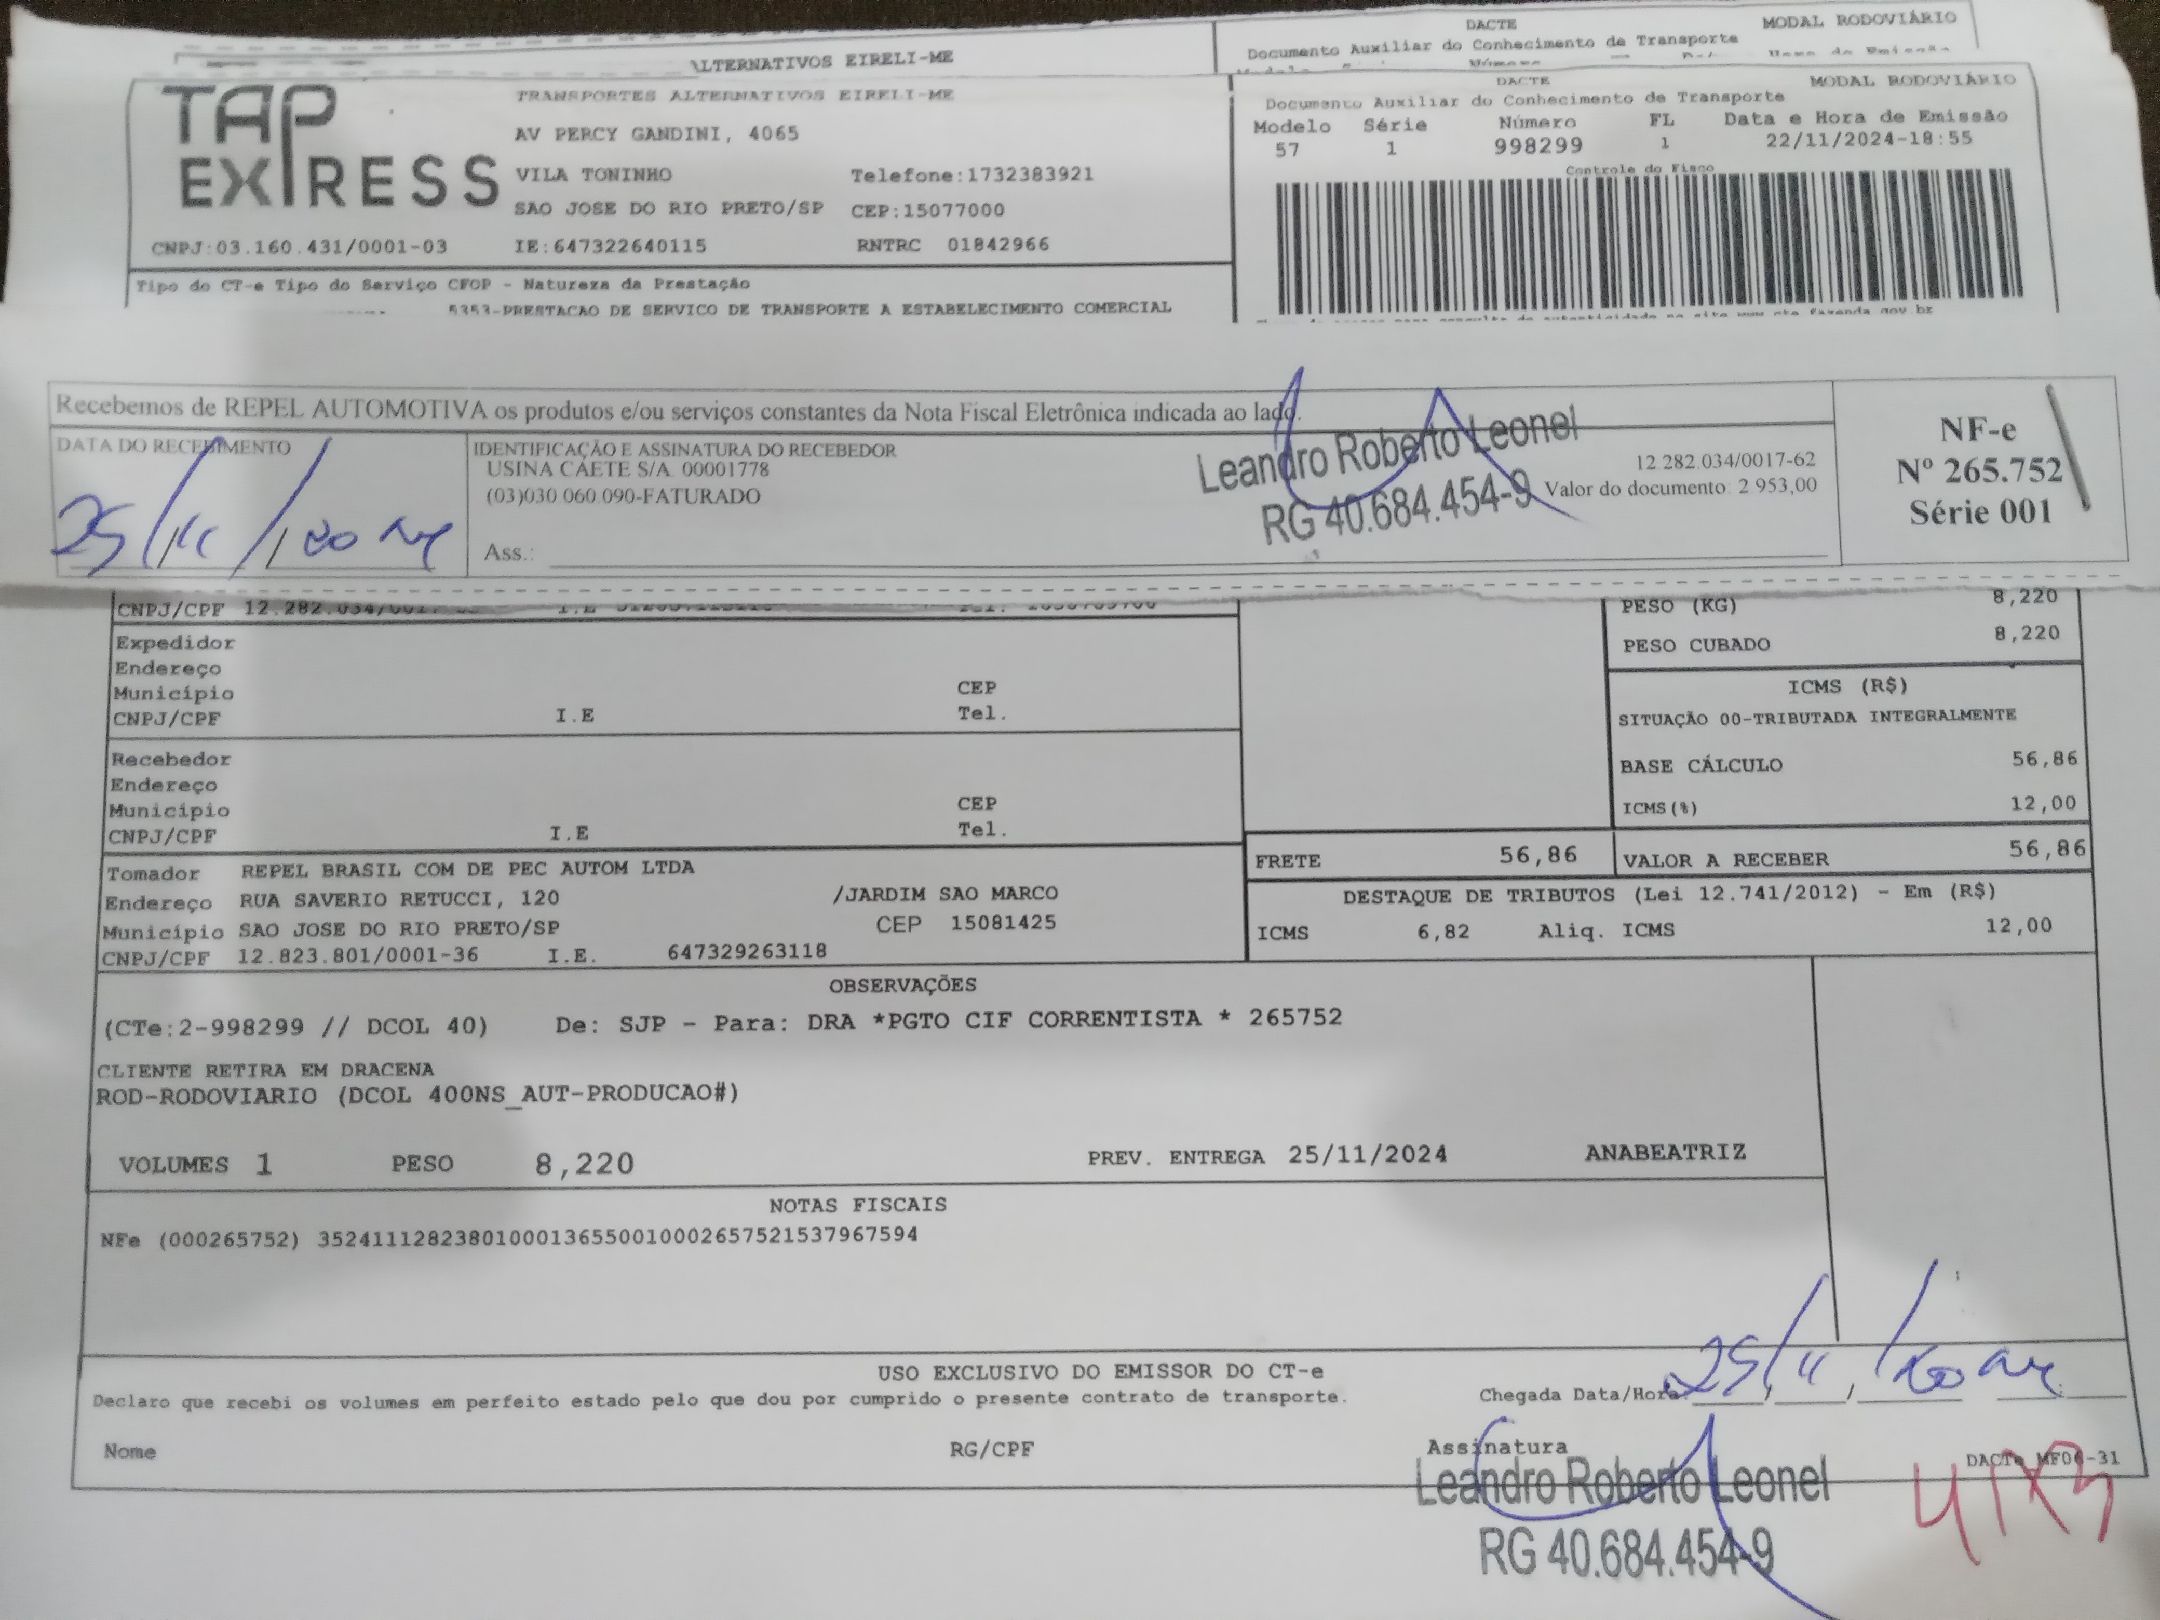 DACTE MODAL RODOVIÁRIO
ALTERNATIVOS EIRELI-ME
Documento Auxiliar do Conhecimento de Transporte
TAP EXPRESS
TRANSPORTES ALTERNATIVOS EIRELI-ME
AV PERCY GANDINI, 4065
VILA TONINHO Telefone:1732383921
SAO JOSE DO RIO PRETO/SP CEP:15077000
CNPJ:03.160.431/0001-03 IE:647322640115 RNTRC 01842966
DACTE MODAL RODOVIÁRIO
Documento Auxiliar do Conhecimento de Transporte
Modelo Série Número FL Data e Hora de Emissão
57 1 998299 1 22/11/2024-18:55
Controle do Fisco
Tipo do CT-e Tipo do Serviço CFOP - Natureza da Prestação
5353-PRESTACAO DE SERVICO DE TRANSPORTE A ESTABELECIMENTO COMERCIAL
Recebemos de REPEL AUTOMOTIVA os produtos e/ou serviços constantes da Nota Fiscal Eletrônica indicada ao lado.
DATA DO RECEBIMENTO
25/11/
IDENTIFICAÇÃO E ASSINATURA DO RECEBEDOR
USINA CAETE S/A. 00001778
(03)030 060 090-FATURADO
Ass.:
Leandro Roberto Leonel
RG 40.684.454-9
12.282.034/0017-62
Valor do documento: 2 953,00
NF-e
Nº 265.752
Série 001
CNPJ/CPF
Expedidor
Endereço
Município CEP
CNPJ/CPF I.E Tel.
Recebedor
Endereço
Município CEP
CNPJ/CPF I.E Tel.
Tomador REPEL BRASIL COM DE PEC AUTOM LTDA
Endereço RUA SAVERIO RETUCCI, 120 /JARDIM SAO MARCO
Município SAO JOSE DO RIO PRETO/SP CEP 15081425
CNPJ/CPF 12.823.801/0001-36 I.E. 647329263118
PESO (KG) 8,220
PESO CUBADO 8,220
ICMS (R$)
SITUAÇÃO 00-TRIBUTADA INTEGRALMENTE
BASE CÁLCULO 56,86
ICMS(%) 12,00
FRETE 56,86 VALOR A RECEBER 56,86
DESTAQUE DE TRIBUTOS (Lei 12.741/2012) - Em (R$)
ICMS 6,82 Aliq. ICMS 12,00
OBSERVAÇÕES
(CTe:2-998299 // DCOL 40) De: SJP - Para: DRA *PGTO CIF CORRENTISTA * 265752
CLIENTE RETIRA EM DRACENA
ROD-RODOVIARIO (DCOL 400NS_AUT-PRODUCAO#)
VOLUMES 1 PESO 8,220 PREV. ENTREGA 25/11/2024 ANABEATRIZ
NOTAS FISCAIS
NFe (000265752) 35241112823801000136550010002657521537967594
USO EXCLUSIVO DO EMISSOR DO CT-e
Declaro que recebi os volumes em perfeito estado pelo que dou por cumprido o presente contrato de transporte.
Chegada Data/Hora: 25/11/
Nome RG/CPF Assinatura
DACTe MF06-31
Leandro Roberto Leonel
RG 40.684.454-9